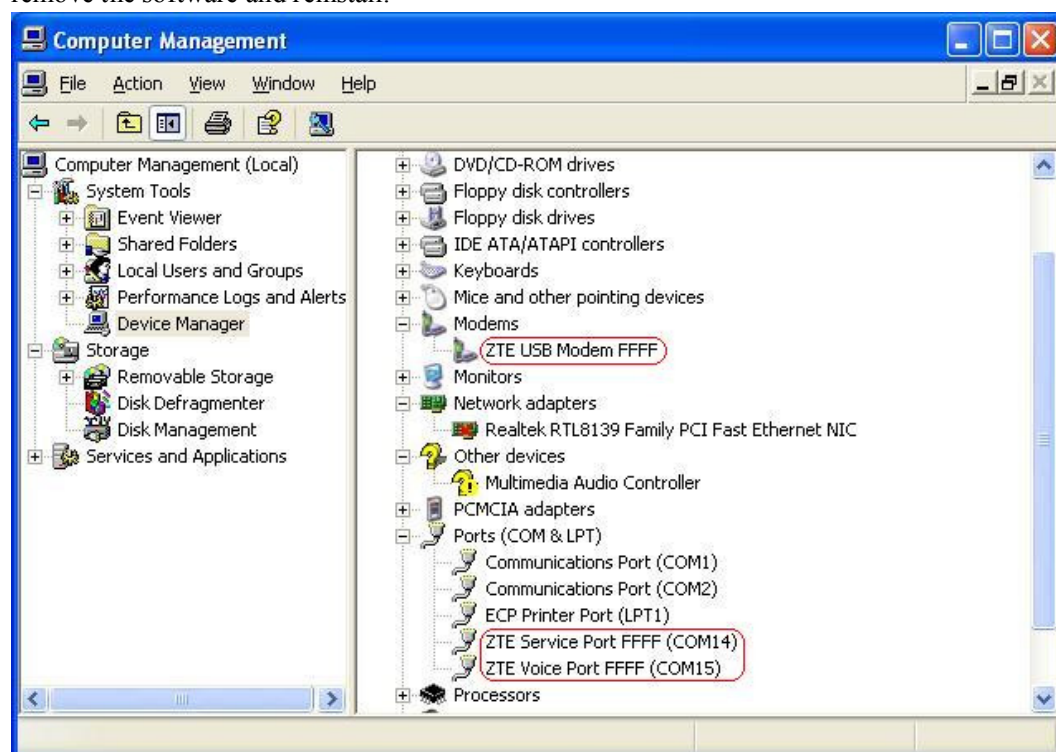 remove the software and reinstall.
Computer Management
File Action View Window Help
Computer Management (Local)
System Tools
Event Viewer
Shared Folders
Local Users and Groups
Performance Logs and Alerts
Device Manager
Storage
Removable Storage
Disk Defragmenter
Disk Management
Services and Applications
DVD/CD-ROM drives
Floppy disk controllers
Floppy disk drives
IDE ATA/ATAPI controllers
Keyboards
Mice and other pointing devices
Modems
ZTE USB Modem FFFF
Monitors
Network adapters
Realtek RTL8139 Family PCI Fast Ethernet NIC
Other devices
Multimedia Audio Controller
PCMCIA adapters
Ports (COM & LPT)
Communications Port (COM1)
Communications Port (COM2)
ECP Printer Port (LPT1)
ZTE Service Port FFFF (COM14)
ZTE Voice Port FFFF (COM15)
Processors